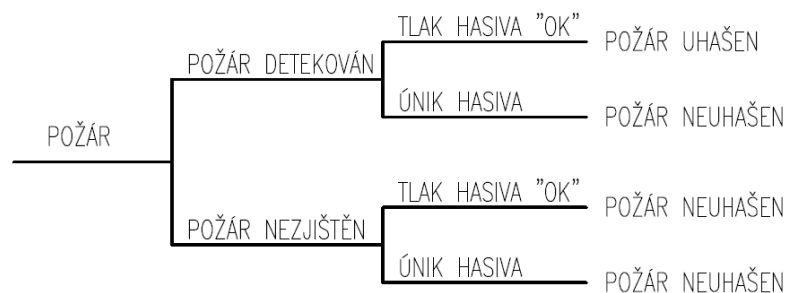 TLAK HASIVA "OK"
POŽÁR UHAŠEN
POŽÁR DETEKOVÁN
ÚNIK HASIVA
POŽÁR NEUHAŠEN
POŽÁR
TLAK HASIVA "OK"
POŽÁR NEUHAŠEN
POŽÁR NEZJIŠTĚN
ÚNIK HASIVA
POŽÁR NEUHAŠEN